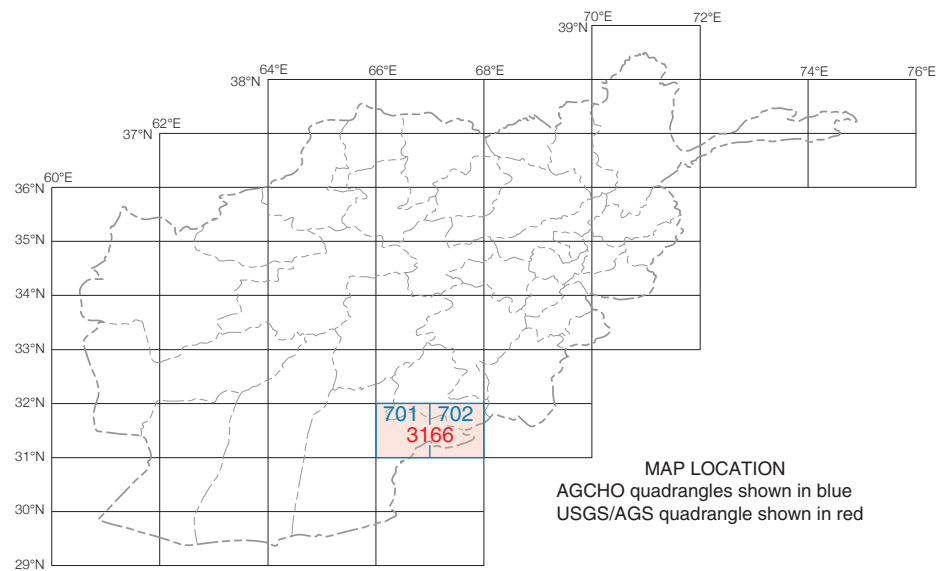 70°E 72°E
39°N
64°E 66°E 68°E 74°E 76°E
38°N
62°E
37°N
60°E
36°N
35°N
34°N
33°N
32°N
701 702
3166
31°N
30°N
29°N
MAP LOCATION
AGCHO quadrangles shown in blue
USGS/AGS quadrangle shown in red